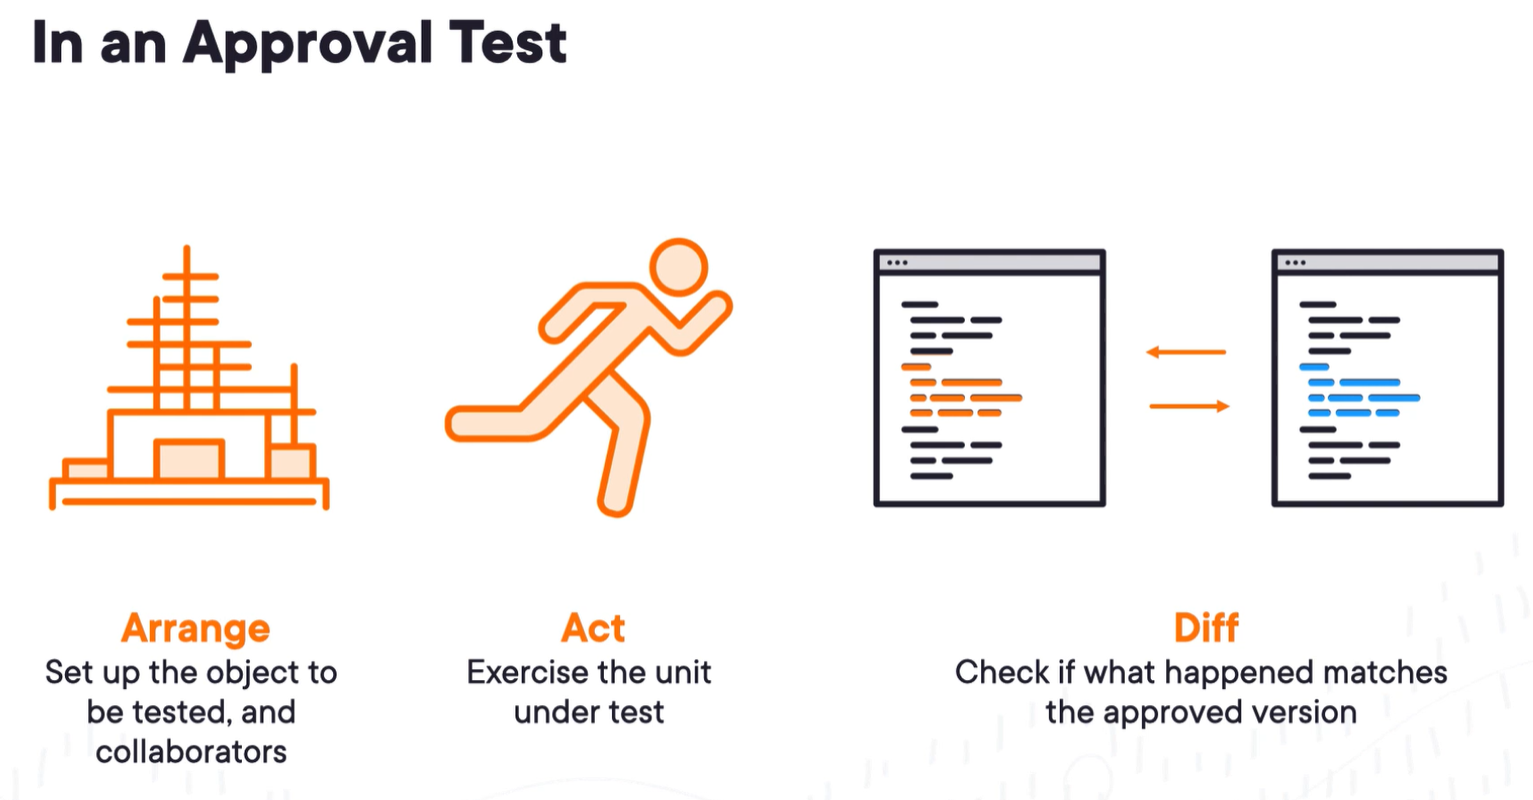 In an Approval Test
Arrange
Set up the object to
be tested, and
collaborators
Act
Exercise the unit
under test
Diff
Check if what happened matches
the approved version